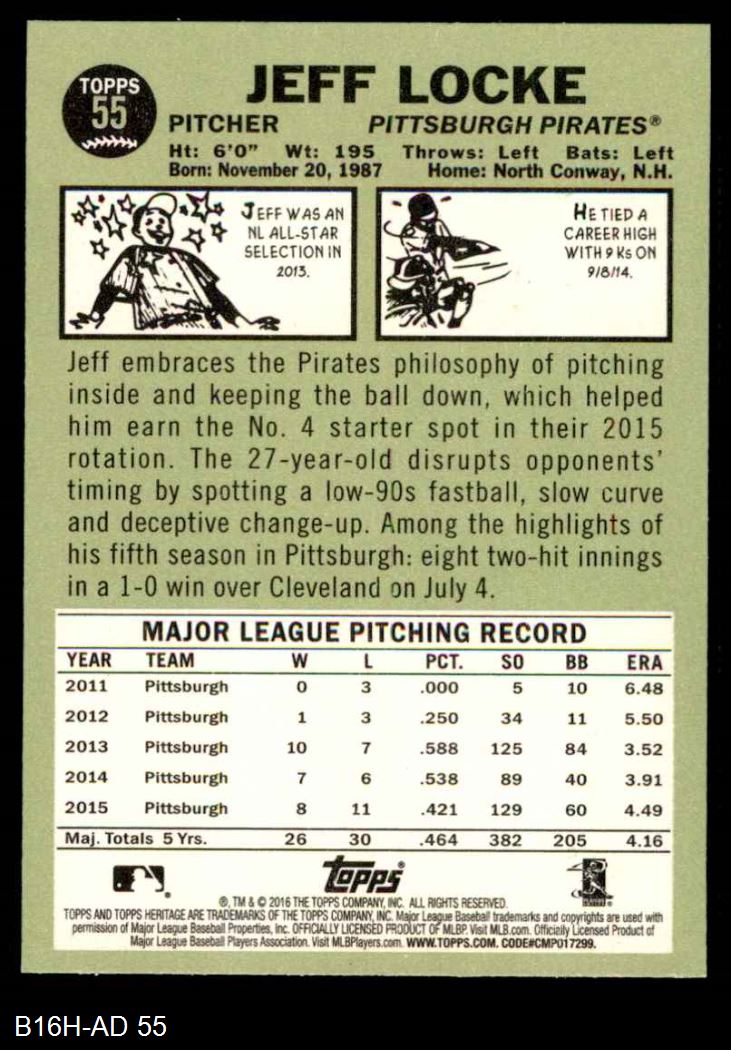 TOPPS
55
JEFF LOCKE
PITCHER PITTSBURGH PIRATES®
Ht: 6'0" Wt: 195 Throws: Left Bats: Left
Born: November 20, 1987 Home: North Conway, N.H.
JEFF WAS AN
NL ALL-STAR
SELECTION IN
2013.
HE TIED A
CAREER HIGH
WITH 9 Ks ON
9/8/14.
Jeff embraces the Pirates philosophy of pitching
inside and keeping the ball down, which helped
him earn the No. 4 starter spot in their 2015
rotation. The 27-year-old disrupts opponents'
timing by spotting a low-90s fastball, slow curve
and deceptive change-up. Among the highlights of
his fifth season in Pittsburgh: eight two-hit innings
in a 1-0 win over Cleveland on July 4.
MAJOR LEAGUE PITCHING RECORD
YEAR TEAM W L PCT. SO BB ERA
2011 Pittsburgh 0 3 .000 5 10 6.48
2012 Pittsburgh 1 3 .250 34 11 5.50
2013 Pittsburgh 10 7 .588 125 84 3.52
2014 Pittsburgh 7 6 .538 89 40 3.91
2015 Pittsburgh 8 11 .421 129 60 4.49
Maj. Totals 5 Yrs. 26 30 .464 382 205 4.16
topps®
®, TM & © 2016 THE TOPPS COMPANY, INC. ALL RIGHTS RESERVED.
TOPPS AND TOPPS HERITAGE ARE TRADEMARKS OF THE TOPPS COMPANY, INC. Major League Baseball trademarks and copyrights are used with
permission of Major League Baseball Properties, Inc. OFFICIALLY LICENSED PRODUCT OF MLBP. Visit MLB.com. Officially Licensed Product of
Major League Baseball Players Association. Visit MLBPlayers.com. WWW.TOPPS.COM. CODE#CMP017299.
B16H-AD 55